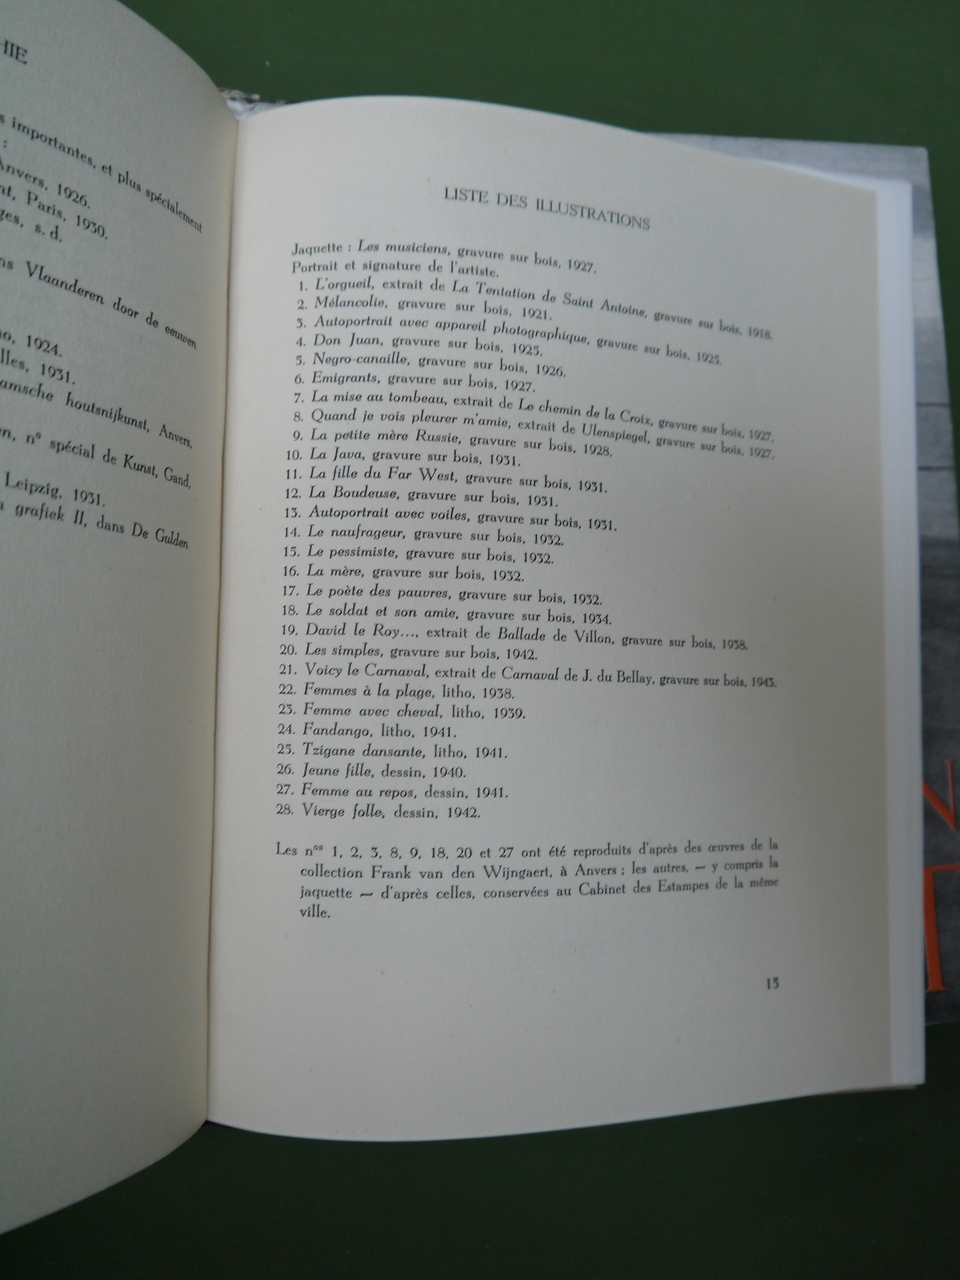 HIE
s importantes, et plus spécialement
:
Anvers, 1926.
nt, Paris, 1930.
ges, s. d.
ns Vlaanderen door de eeuwen
no, 1924.
lles, 1931.
amsche houtsnijkunst, Anvers,
en, n° spécial de Kunst, Gand,
Leipzig, 1931.
grafiek II, dans De Gulden
LISTE DES ILLUSTRATIONS
Jaquette : Les musiciens, gravure sur bois, 1927.
Portrait et signature de l'artiste.
1. L'orgueil, extrait de La Tentation de Saint Antoine, gravure sur bois, 1918.
2. Mélancolie, gravure sur bois, 1921.
3. Autoportrait avec appareil photographique, gravure sur bois, 1925.
4. Don Juan, gravure sur bois, 1925.
5. Negro-canaille, gravure sur bois, 1926.
6. Emigrants, gravure sur bois, 1927.
7. La mise au tombeau, extrait de Le chemin de la Croix, gravure sur bois, 1927.
8. Quand je vois pleurer m'amie, extrait de Ulenspiegel, gravure sur bois, 1927.
9. La petite mère Russie, gravure sur bois, 1928.
10. La Java, gravure sur bois, 1931.
11. La fille du Far West, gravure sur bois, 1931.
12. La Boudeuse, gravure sur bois, 1931.
13. Autoportrait avec voiles, gravure sur bois, 1931.
14. Le naufrageur, gravure sur bois, 1932.
15. Le pessimiste, gravure sur bois, 1932.
16. La mère, gravure sur bois, 1932.
17. Le poète des pauvres, gravure sur bois, 1932.
18. Le soldat et son amie, gravure sur bois, 1934.
19. David le Roy..., extrait de Ballade de Villon, gravure sur bois, 1938.
20. Les simples, gravure sur bois, 1942.
21. Voicy le Carnaval, extrait de Carnaval de J. du Bellay, gravure sur bois, 1943.
22. Femmes à la plage, litho, 1938.
23. Femme avec cheval, litho, 1939.
24. Fandango, litho, 1941.
25. Tzigane dansante, litho, 1941.
26. Jeune fille, dessin, 1940.
27. Femme au repos, dessin, 1941.
28. Vierge folle, dessin, 1942.
Les nos 1, 2, 3, 8, 9, 18, 20 et 27 ont été reproduits d'après des œuvres de la
collection Frank van den Wijngaert, à Anvers ; les autres, — y compris la
jaquette — d'après celles, conservées au Cabinet des Estampes de la même
ville.
15